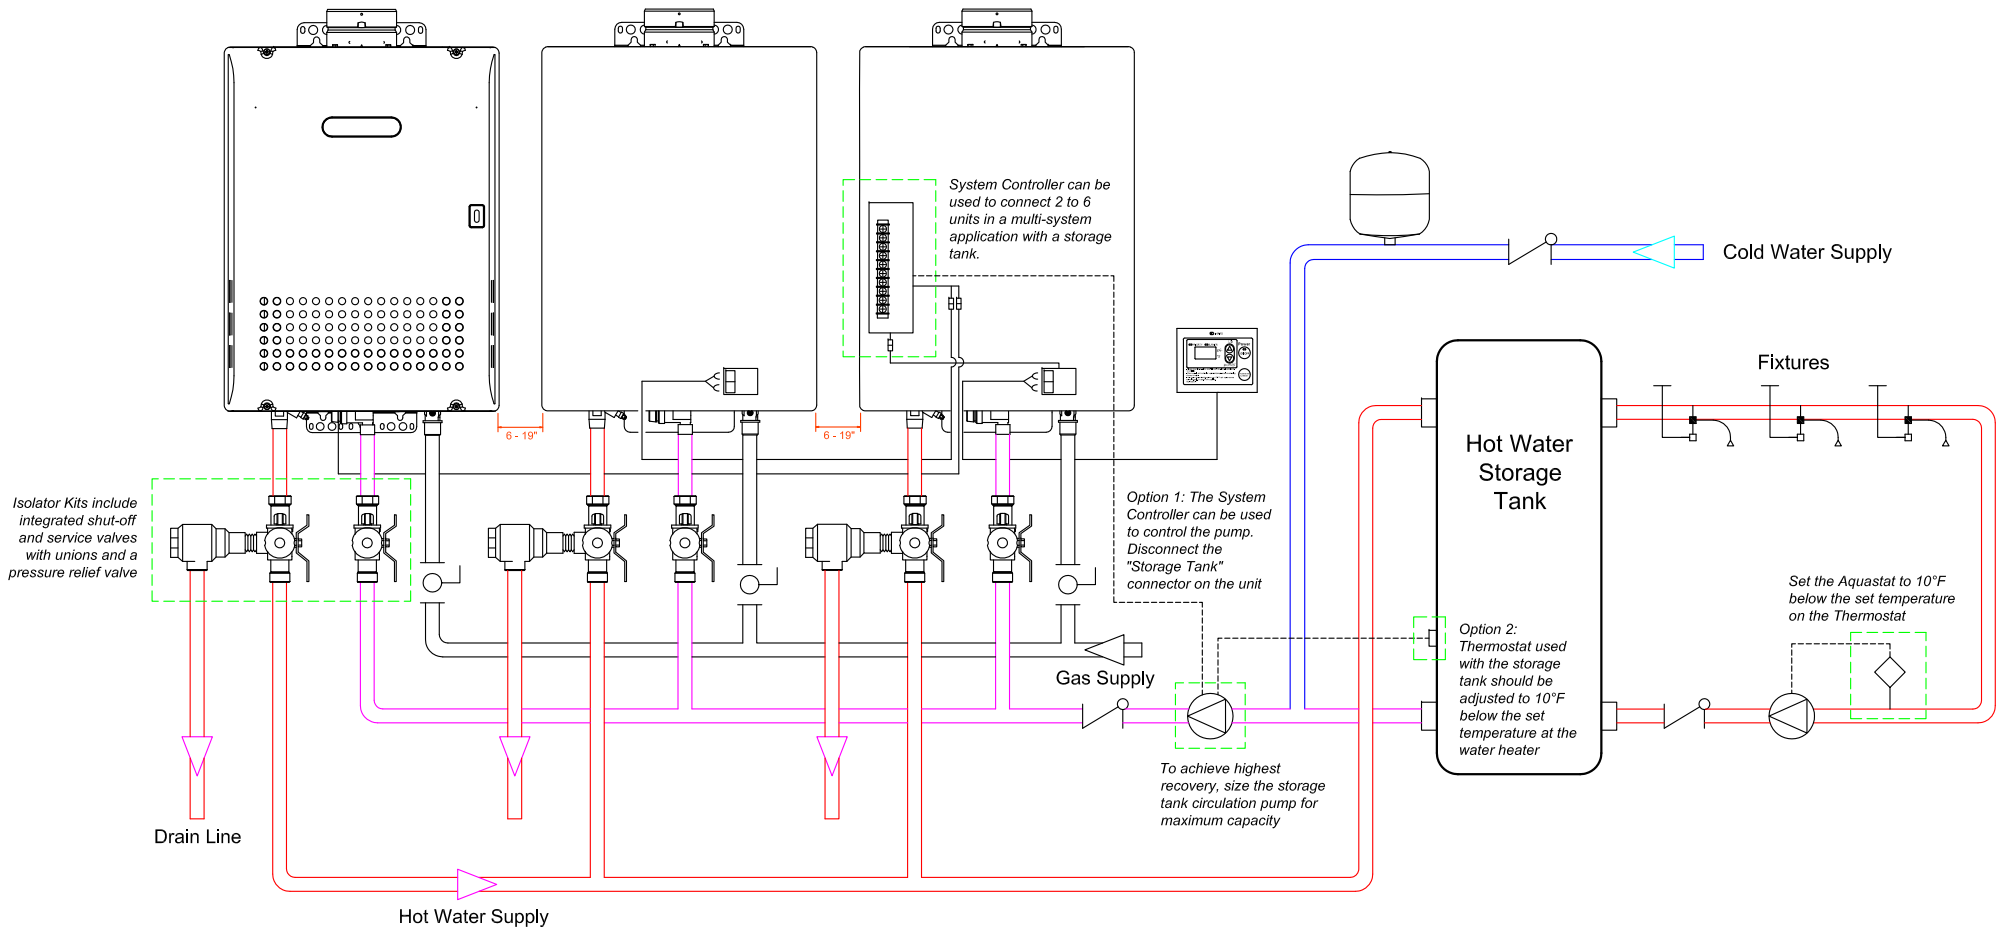 System Controller can be
used to connect 2 to 6
units in a multi-system
application with a storage
tank.
Cold Water Supply
Fixtures
6 - 19"
6 - 19"
Hot Water
Storage
Tank
Isolator Kits include
integrated shut-off
and service valves
with unions and a
pressure relief valve
Option 1: The System
Controller can be used
to control the pump.
Disconnect the
"Storage Tank"
connector on the unit
Set the Aquastat to 10°F
below the set temperature
on the Thermostat
Option 2:
Thermostat used
with the storage
tank should be
adjusted to 10°F
below the set
temperature at the
water heater
Gas Supply
To achieve highest
recovery, size the storage
tank circulation pump for
maximum capacity
Drain Line
Hot Water Supply